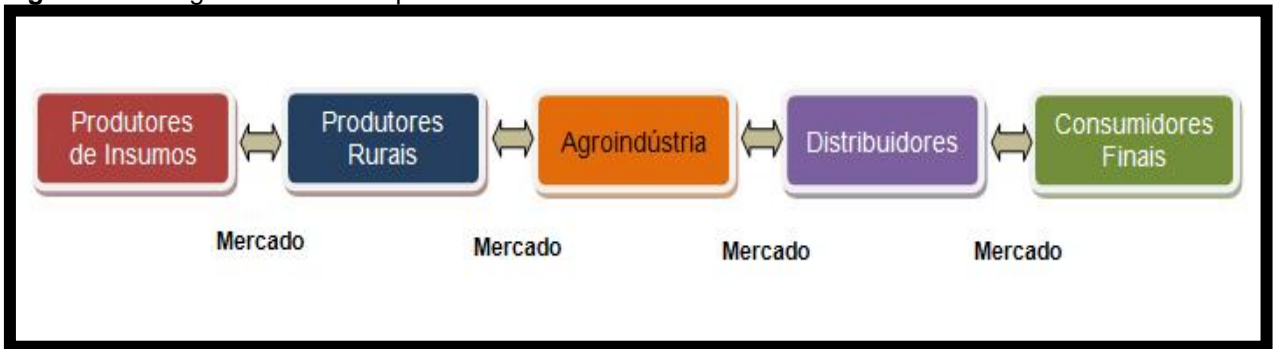 Produtores
de Insumos
Produtores
Rurais
Agroindústria
Distribuidores
Consumidores
Finais
Mercado
Mercado
Mercado
Mercado